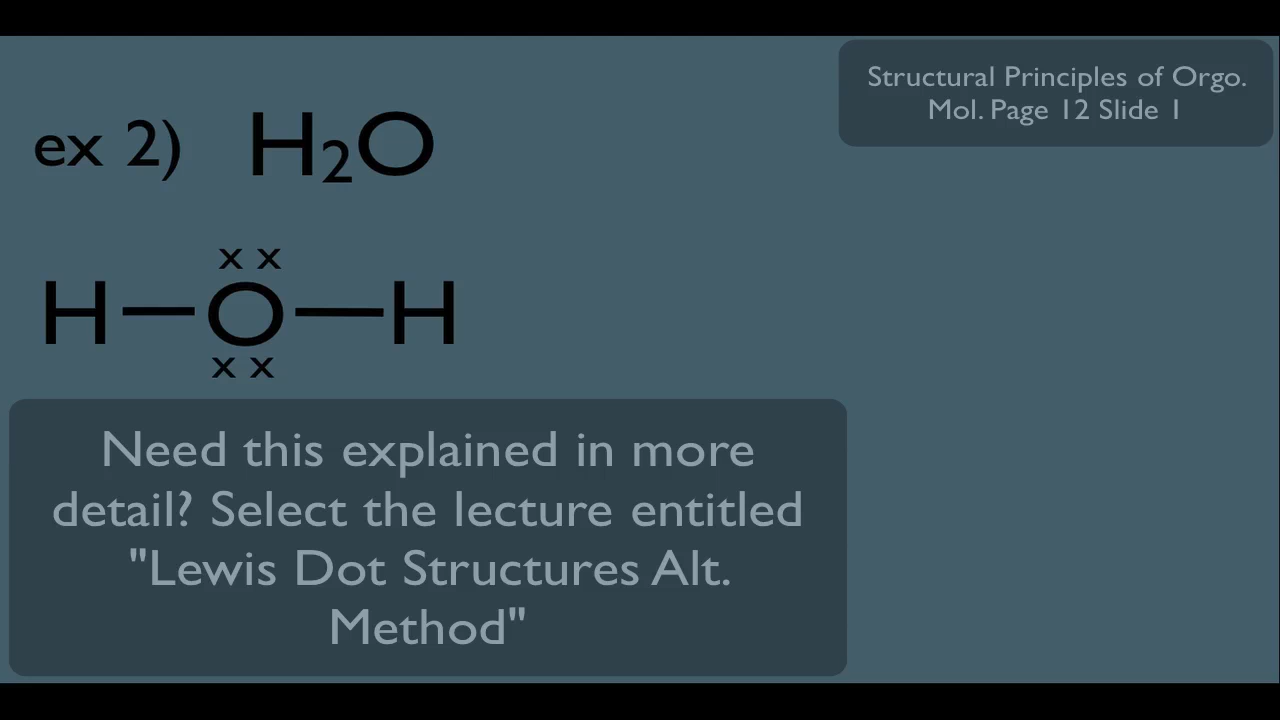 Structural Principles of Orgo.
Mol. Page 12 Slide 1
ex 2) H₂O
x x
H—O—H
x x
Need this explained in more
detail? Select the lecture entitled
"Lewis Dot Structures Alt.
Method"